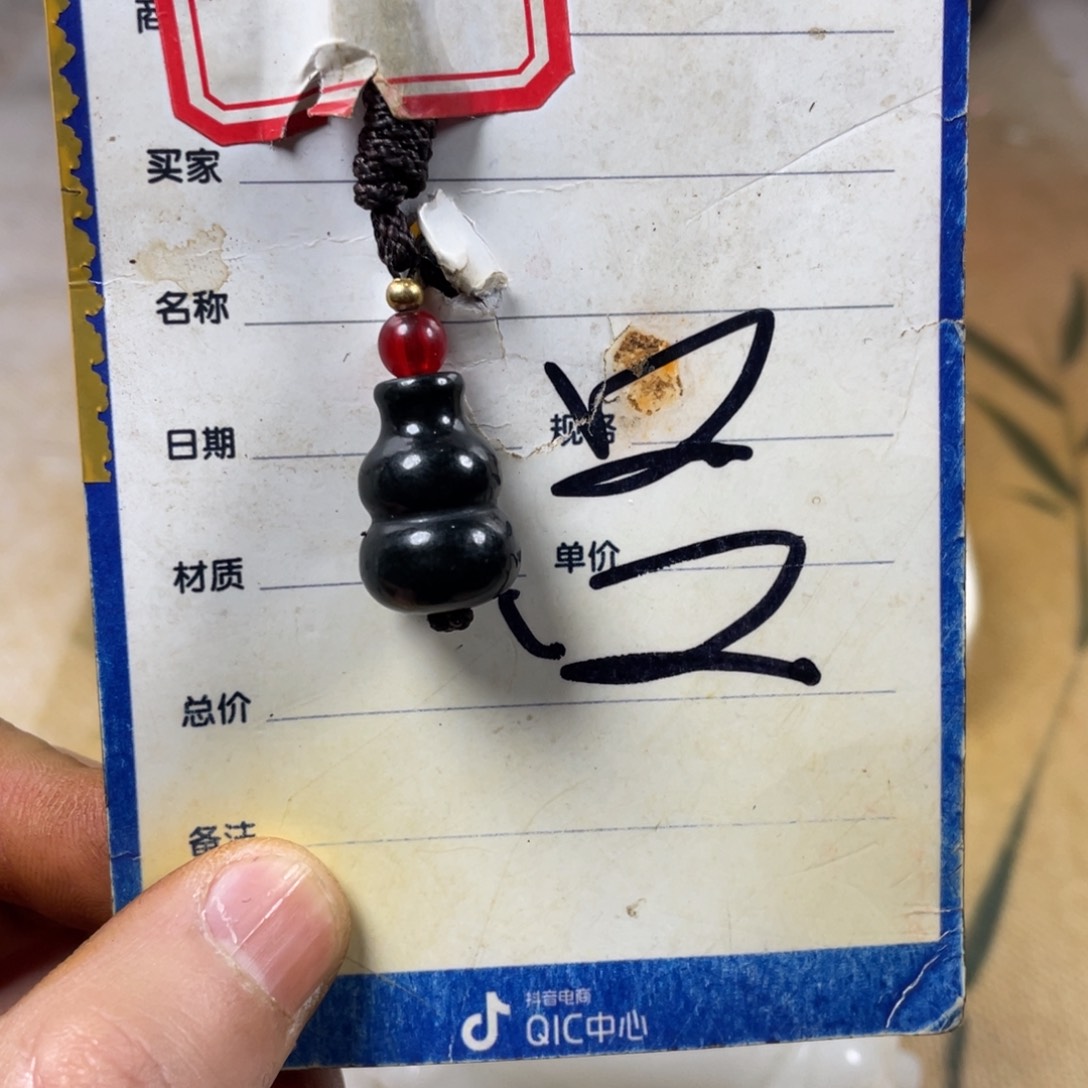 商
买家
名称
日期 规格
材质 单价
总价
备注
抖音电商
QIC中心